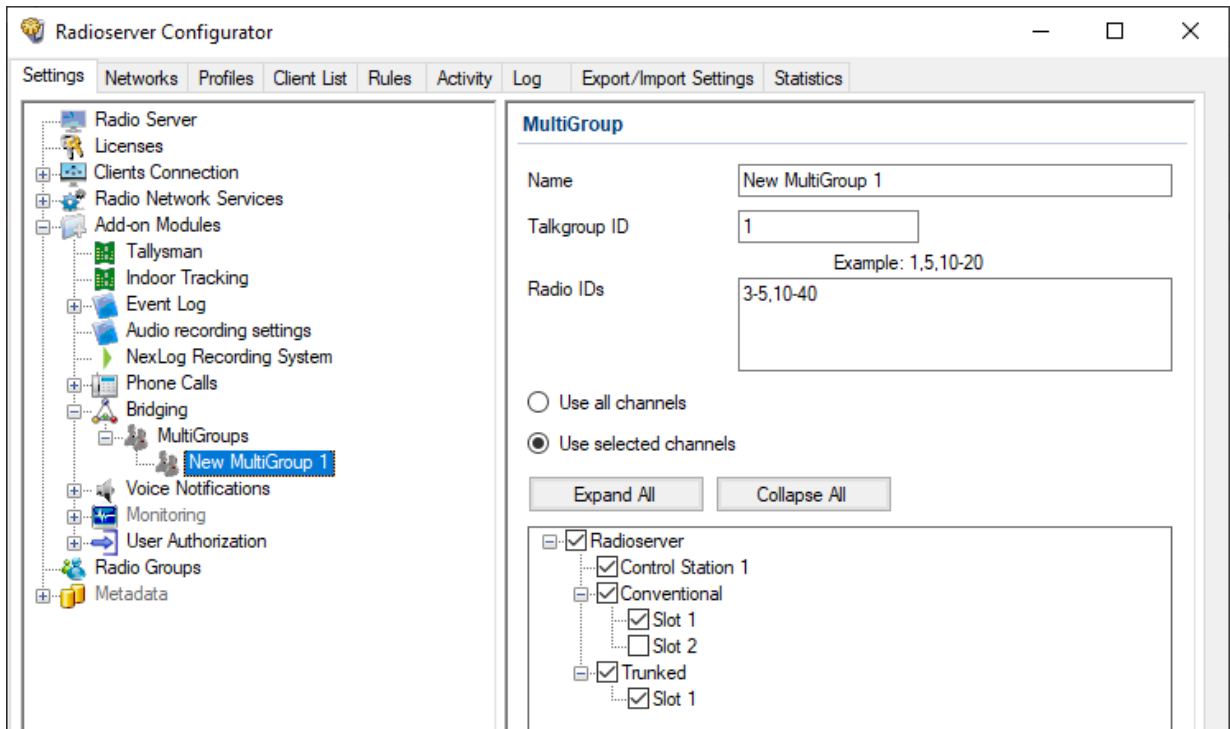 Radioserver Configurator
Settings Networks Profiles Client List Rules Activity Log Export/Import Settings Statistics
Radio Server
Licenses
Clients Connection
Radio Network Services
Add-on Modules
Tallysman
Indoor Tracking
Event Log
Audio recording settings
NexLog Recording System
Phone Calls
Bridging
MultiGroups
New MultiGroup 1
Voice Notifications
Monitoring
User Authorization
Radio Groups
Metadata
MultiGroup
Name New MultiGroup 1
Talkgroup ID 1
Example: 1,5,10-20
Radio IDs 3-5,10-40
Use all channels
Use selected channels
Expand All Collapse All
Radioserver
Control Station 1
Conventional
Slot 1
Slot 2
Trunked
Slot 1